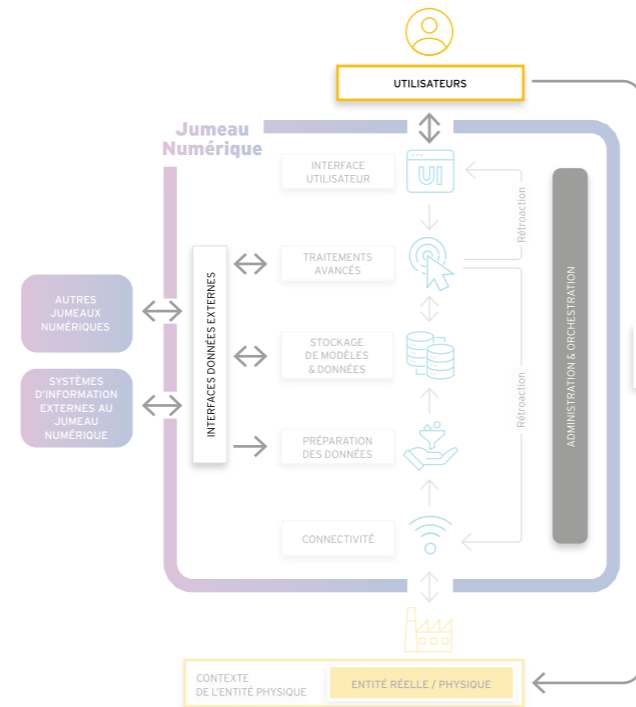 UTILISATEURS
Jumeau
Numérique
INTERFACE
UTILISATEUR
UI
Rétroaction
TRAITEMENTS
AVANCÉS
INTERFACES DONNÉES EXTERNES
ADMINISTRATION & ORCHESTRATION
AUTRES
JUMEAUX
NUMÉRIQUES
STOCKAGE
DE MODÈLES
& DONNÉES
SYSTÈMES
D'INFORMATION
EXTERNES AU
JUMEAU
NUMÉRIQUE
Rétroaction
PRÉPARATION
DES DONNÉES
CONNECTIVITÉ
CONTEXTE
DE L'ENTITÉ PHYSIQUE
ENTITÉ RÉELLE / PHYSIQUE